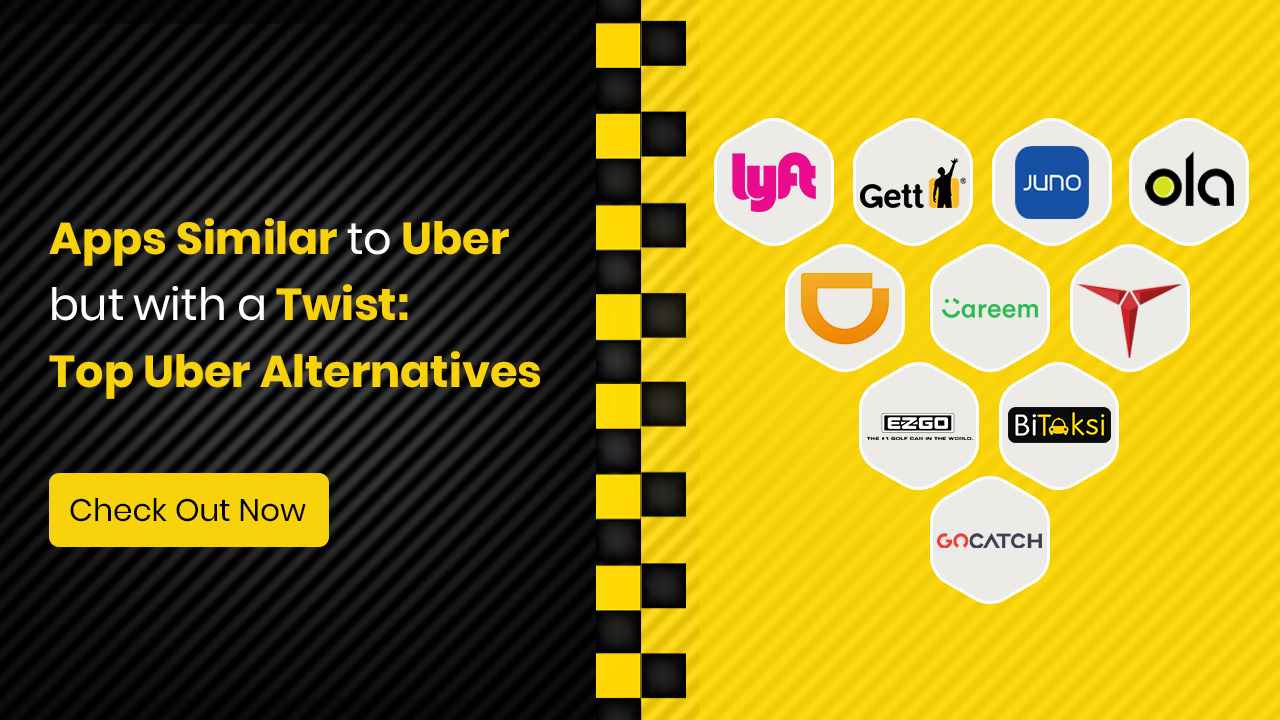 Apps Similar to Uber
but with a Twist:
Top Uber Alternatives
Check Out Now
lyft
Gett®
JUNO
ola
Careem
EZGO
THE #1 GOLF CAR IN THE WORLD.
BiTaksi
GOCATCH